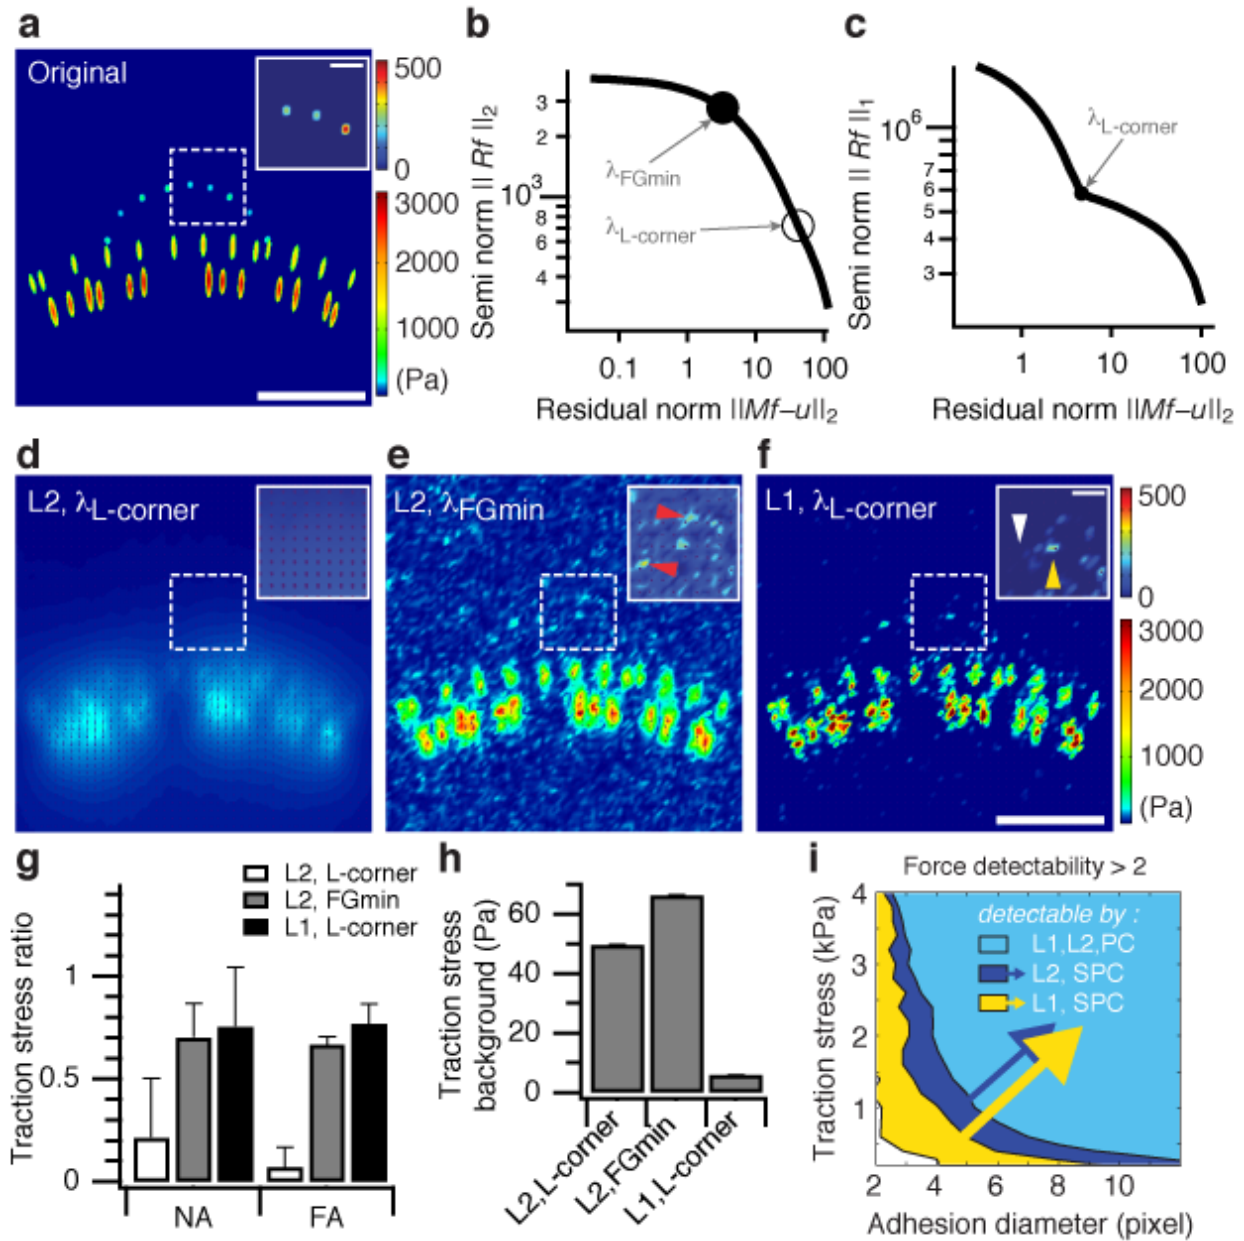 a
Original
500
0
3000
2000
1000
(Pa)
b
Semi norm || Rf ||2
3
2
10^3
8
6
4
λFGmin
λL-corner
0.1 1 10 100
Residual norm ||Mf–u||2
c
Semi norm || Rf ||1
10^6
7
6
5
4
3
λL-corner
1 10 100
Residual norm ||Mf–u||2
d
L2, λL-corner
e
L2, λFGmin
f
L1, λL-corner
500
0
3000
2000
1000
(Pa)
g
Traction stress ratio
1
0.5
0
L2, L-corner
L2, FGmin
L1, L-corner
NA FA
h
Traction stress
background (Pa)
60
40
20
0
L2,L-corner
L2,FGmin
L1,L-corner
i
Force detectability > 2
Traction stress (kPa)
4
3
2
1
detectable by :
L1,L2,PC
L2, SPC
L1, SPC
2 4 6 8 10
Adhesion diameter (pixel)